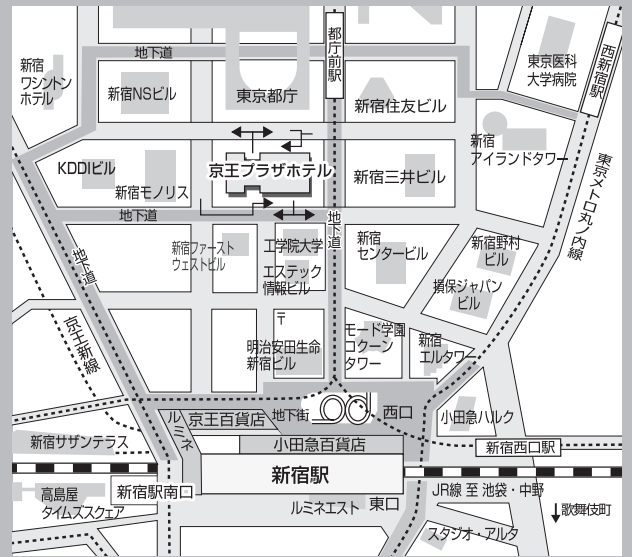 地下道
都庁前駅
西新宿駅
東京医科
大学病院
新宿
ワシントン
ホテル
新宿NSビル
東京都庁
新宿住友ビル
新宿
アイランドタワー
東京メトロ丸ノ内線
KDDIビル
新宿モノリス
京王プラザホテル
新宿三井ビル
地下道
地下道
地下道
新宿ファースト
ウェストビル
工学院大学
エステック
情報ビル
新宿
センタービル
新宿野村
ビル
損保ジャパン
ビル
京王新線
〒
明治安田生命
新宿ビル
モード学園
コクーン
タワー
新宿
エルタワー
ルミネ
京王百貨店
地下街
西口
小田急ハルク
新宿サザンテラス
小田急百貨店
新宿西口駅
新宿駅
高島屋
タイムズスクェア
新宿駅南口
ルミネエスト
東口
JR線 至 池袋・中野
歌舞伎町
スタジオ・アルタ